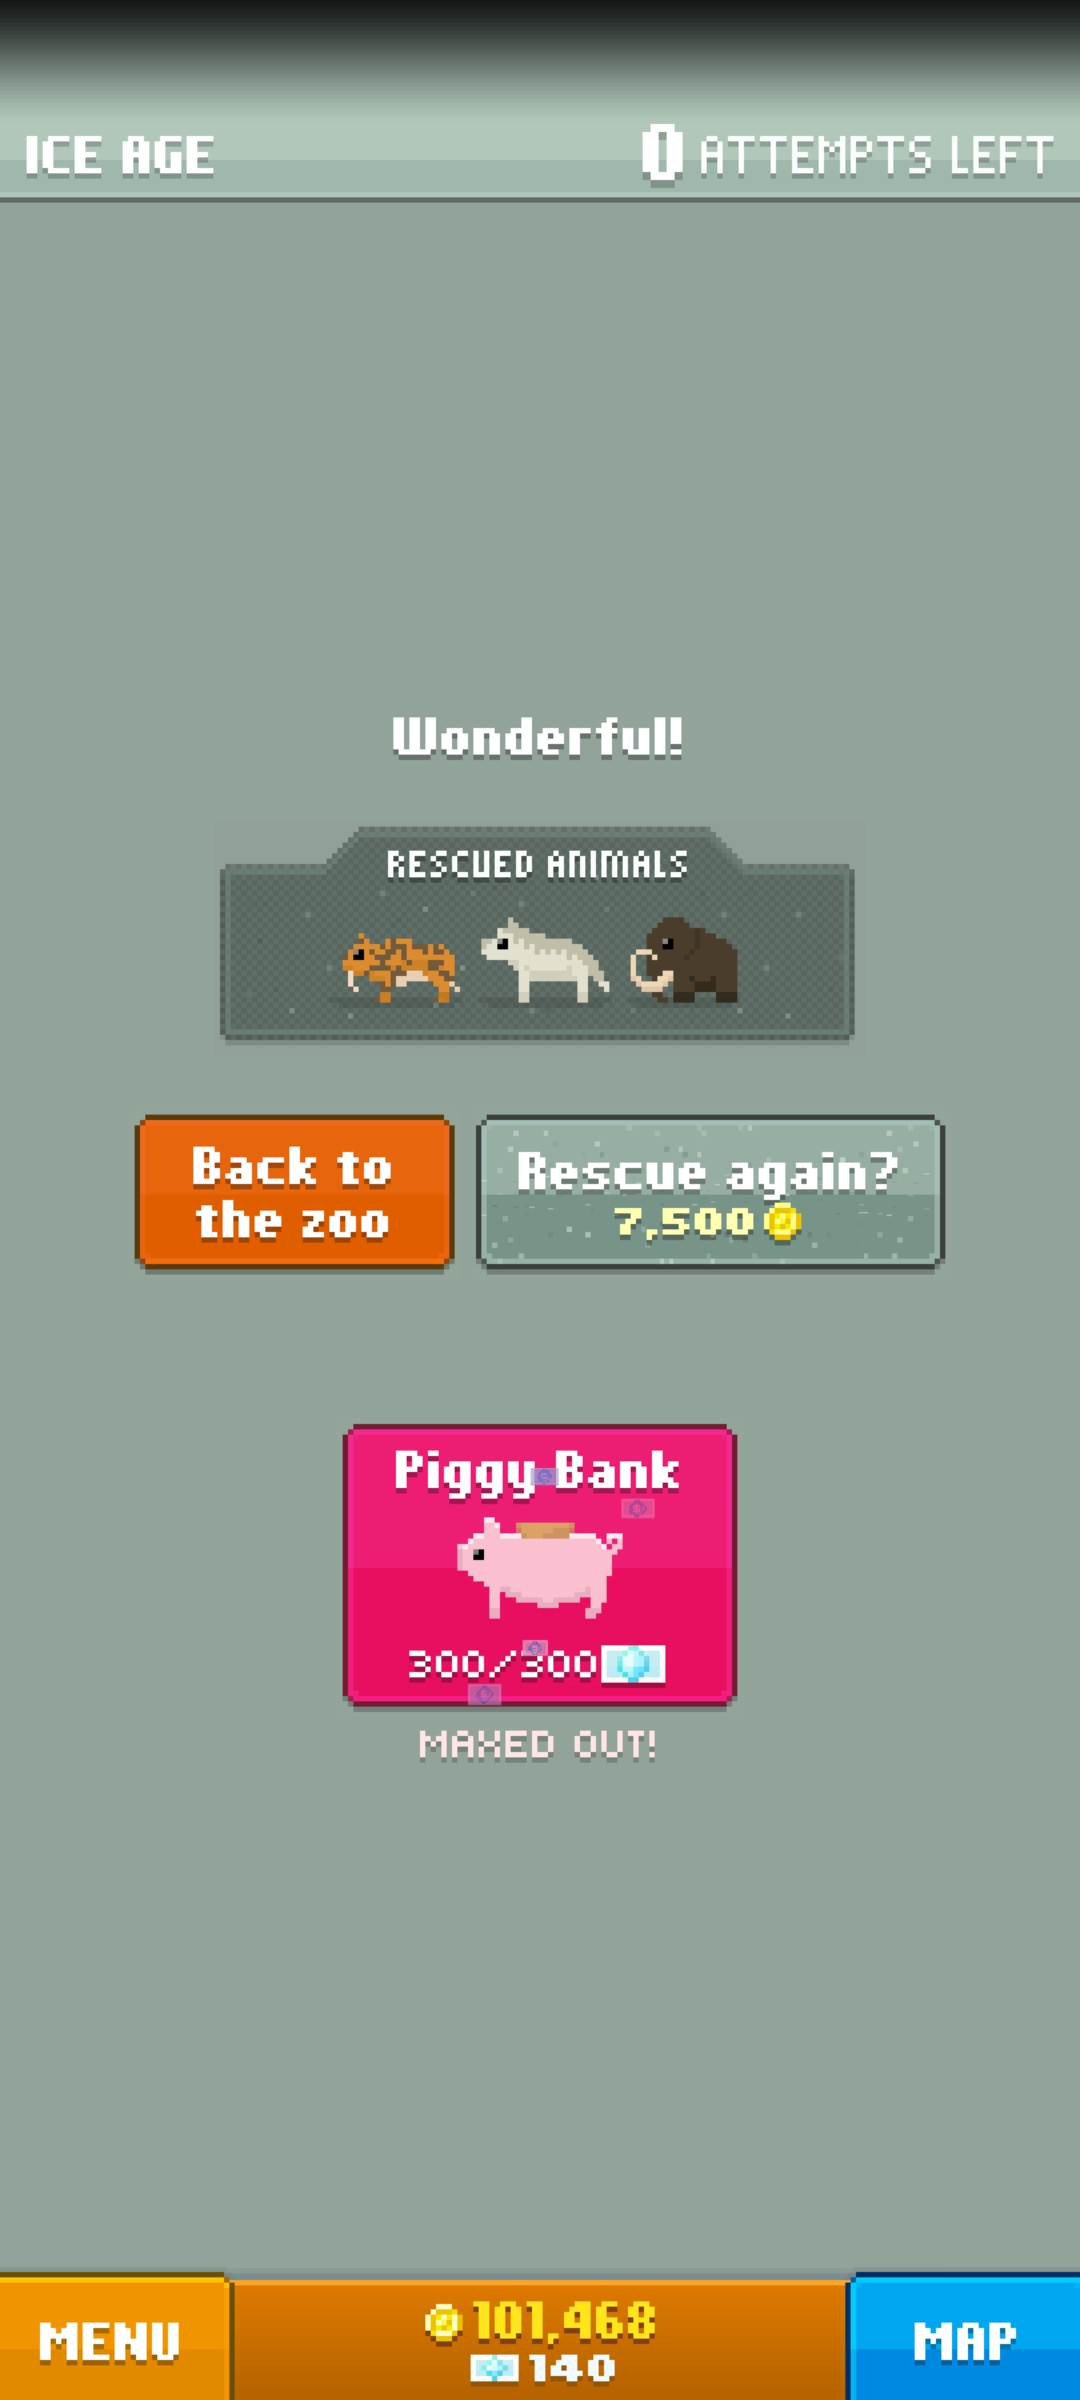 ICE AGE
0 ATTEMPTS LEFT
Wonderful!
RESCUED ANIMALS
Back to
the zoo
Rescue again?
7,500
Piggy Bank
300/300
MAXED OUT!
MENU
101,468
140
MAP